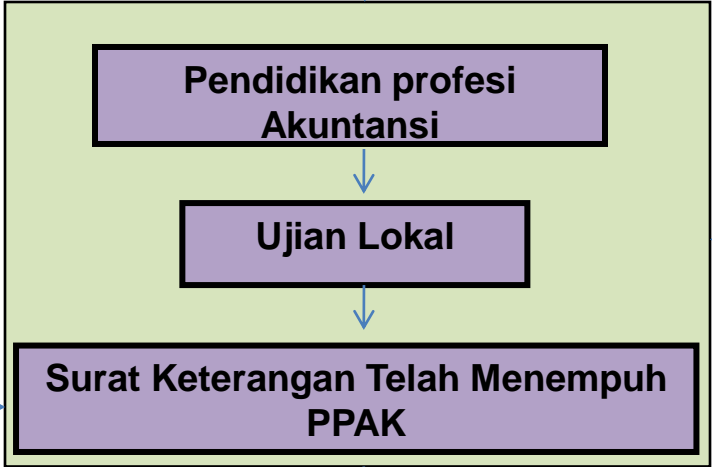 Pendidikan profesi
Akuntansi
Ujian Lokal
Surat Keterangan Telah Menempuh
PPAK